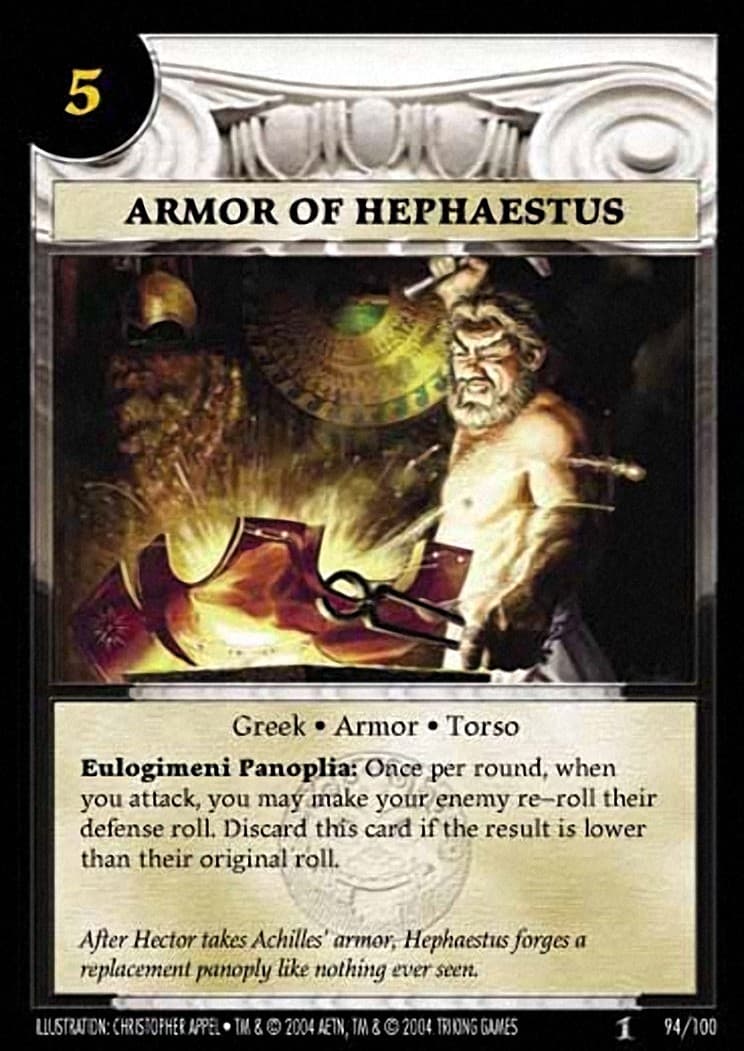 5
ARMOR OF HEPHAESTUS
Greek • Armor • Torso
Eulogimeni Panoplia: Once per round, when
you attack, you may make your enemy re-roll their
defense roll. Discard this card if the result is lower
than their original roll.
After Hector takes Achilles' armor, Hephaestus forges a
replacement panoply like nothing ever seen.
ILLUSTRATION: CHRISTOPHER APPEL • TM & © 2004 AETN, TM & © 2004 TRIKING GAMES 1 94/100